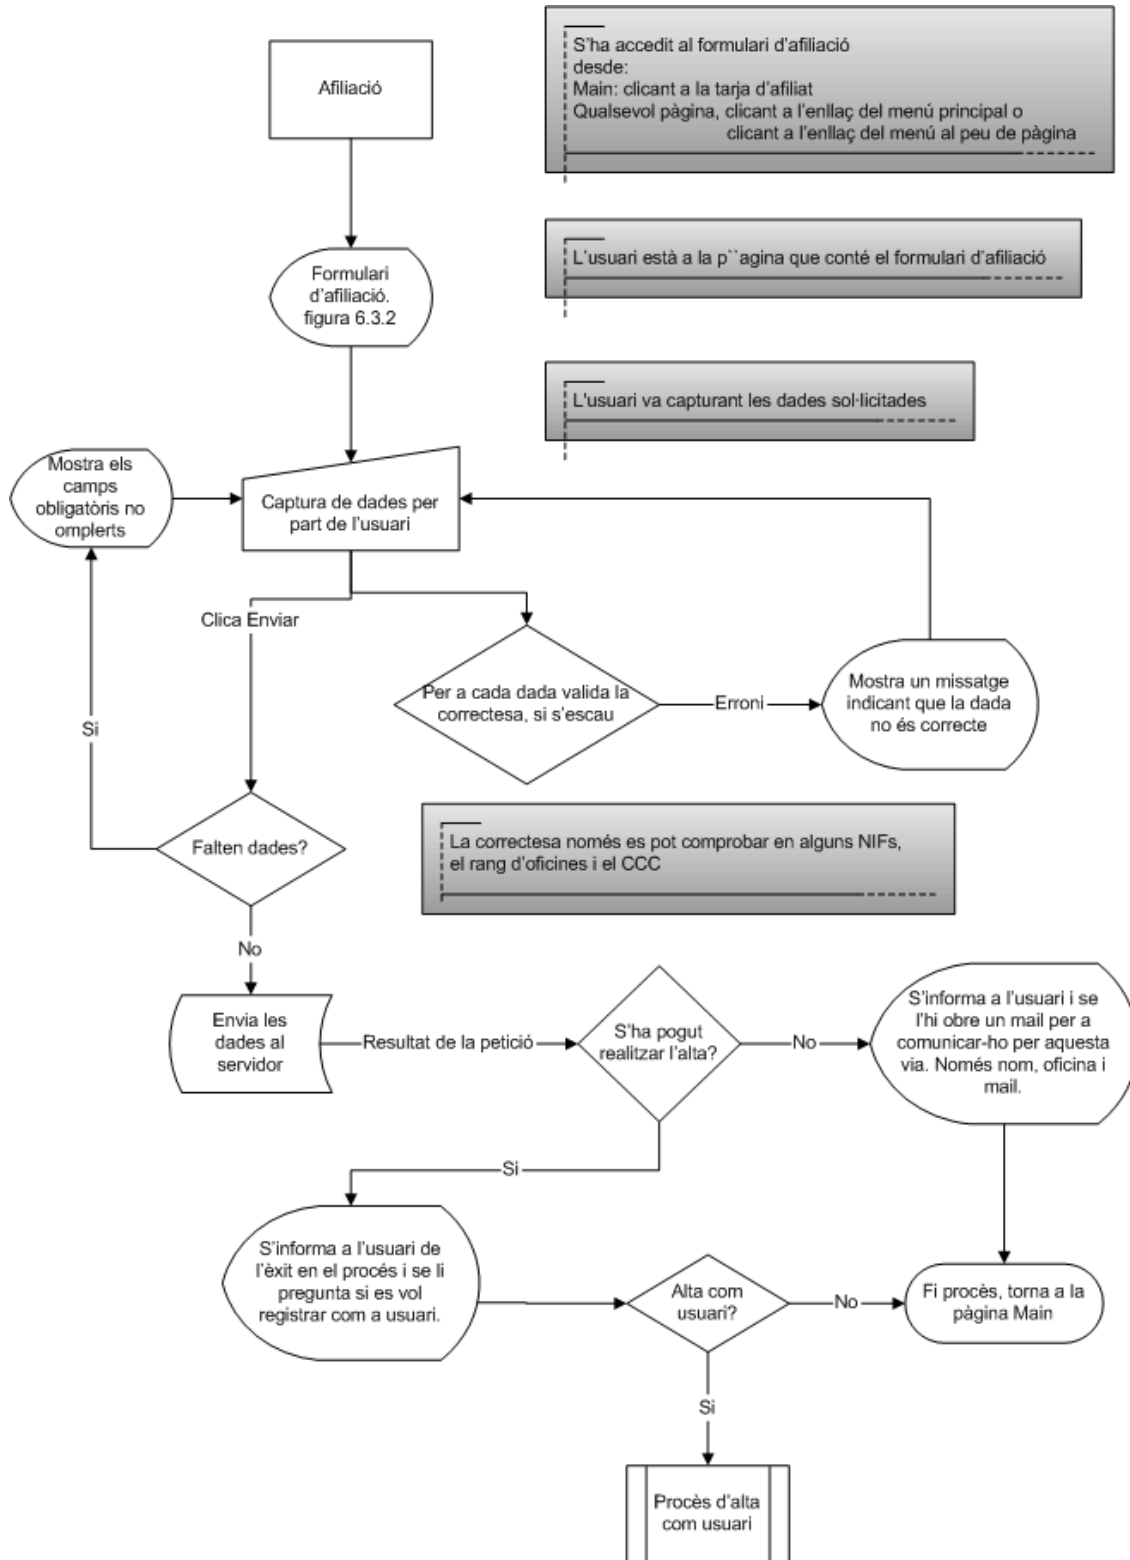 Afiliació
S'ha accedit al formulari d'afiliació
desde:
Main: clicant a la tarja d'afiliat
Qualsevol pàgina, clicant a l'enllaç del menú principal o
clicant a l'enllaç del menú al peu de pàgina
L'usuari està a la p``agina que conté el formulari d'afiliació
Formulari
d'afiliació.
figura 6.3.2
L'usuari va capturant les dades sol·licitades
Mostra els
camps
obligatòris no
omplerts
Captura de dades per
part de l'usuari
Clica Enviar
Per a cada dada valida la
correctesa, si s'escau
Erroni
Mostra un missatge
indicant que la dada
no és correcte
Si
Falten dades?
La correctesa només es pot comprobar en alguns NIFs,
el rang d'oficines i el CCC
No
Envia les
dades al
servidor
Resultat de la petició
S'ha pogut
realitzar l'alta?
No
S'informa a l'usuari i se
l'hi obre un mail per a
comunicar-ho per aquesta
via. Només nom, oficina i
mail.
Si
S'informa a l'usuari de
l'èxit en el procés i se li
pregunta si es vol
registrar com a usuari.
Alta com
usuari?
No
Fi procès, torna a la
pàgina Main
Si
Procès d'alta
com usuari